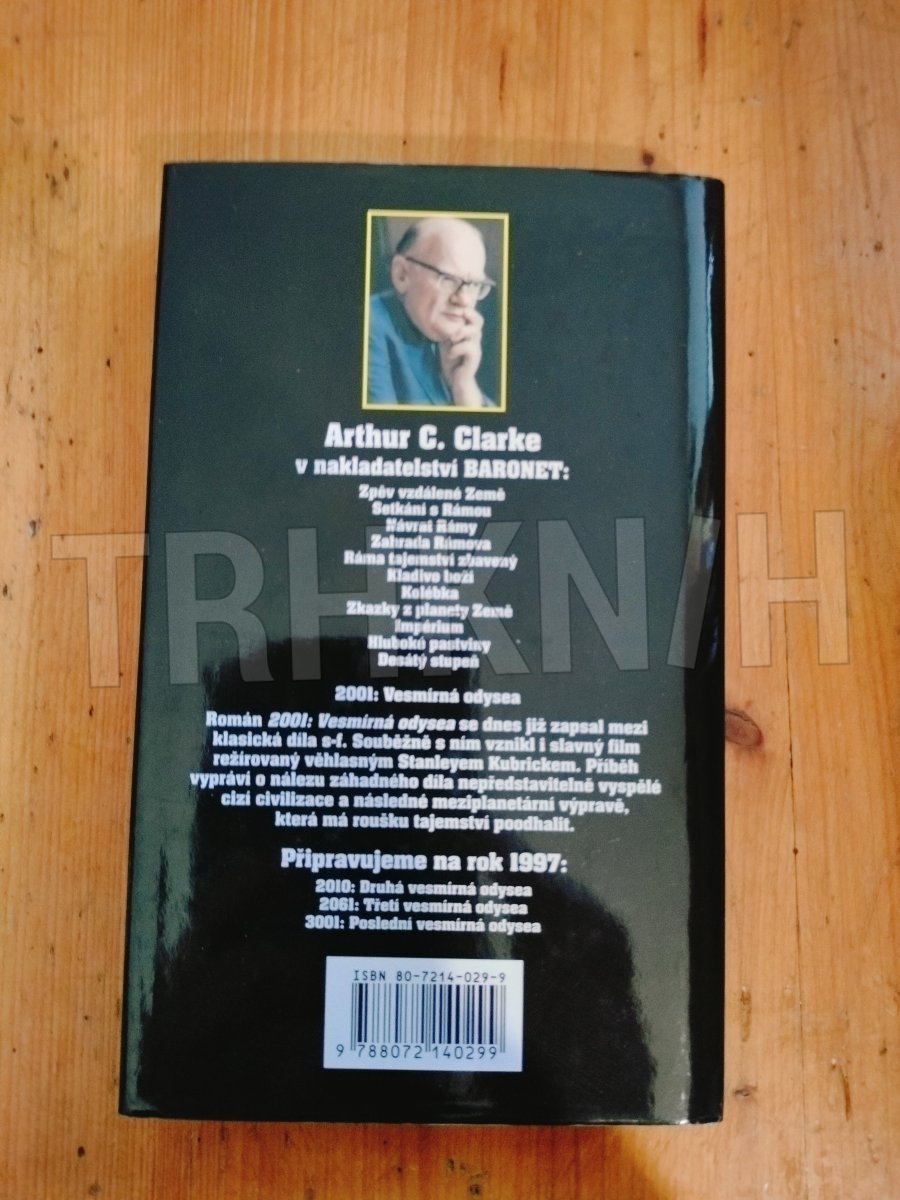 Arthur C. Clarke
v nakladatelství BARONET:
Zpěv vzdálené Země
Setkání s Rámou
Návrat Rámy
Zahrada Rámova
Ráma tajemství zbavený
Kladivo boží
Kolébka
Zkazky z planety Země
Impérium
Hluboké pastviny
Desátý stupeň
2001: Vesmírná odysea
Román 2001: Vesmírná odysea se dnes již zapsal mezi
klasická díla s-f. Souběžně s ním vznikl i slavný film
režírovaný věhlasným Stanleyem Kubrickem. Příběh
vypráví o nálezu záhadného díla nepředstavitelně vyspělé
cizí civilizace a následné meziplanetární výpravě,
která má roušku tajemství poodhalit.
Připravujeme na rok 1997:
2010: Druhá vesmírná odysea
2061: Třetí vesmírná odysea
3001: Poslední vesmírná odysea
ISBN 80-7214-029-9
9 788072 140299
TRHKNIH